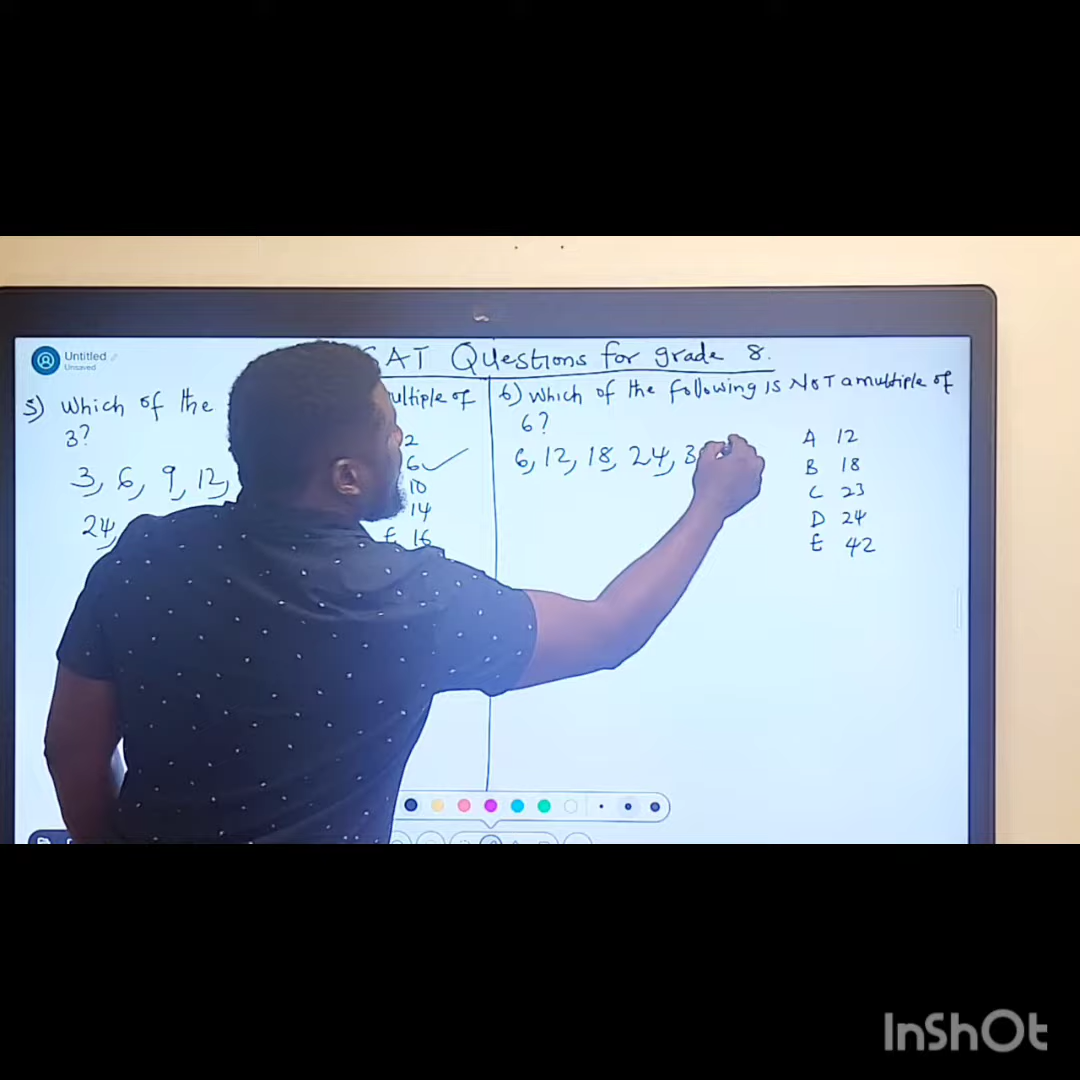 Untitled
Unsaved
CAT Questions for grade 8.
5) Which of the multiple of
3?
3, 6, 9, 12,
24,
2
6 ✓
10
14
E 16
6) Which of the following is NOT a multiple of
6?
6, 12, 18, 24, 3
A 12
B 18
C 23
D 24
E 42
InShOt